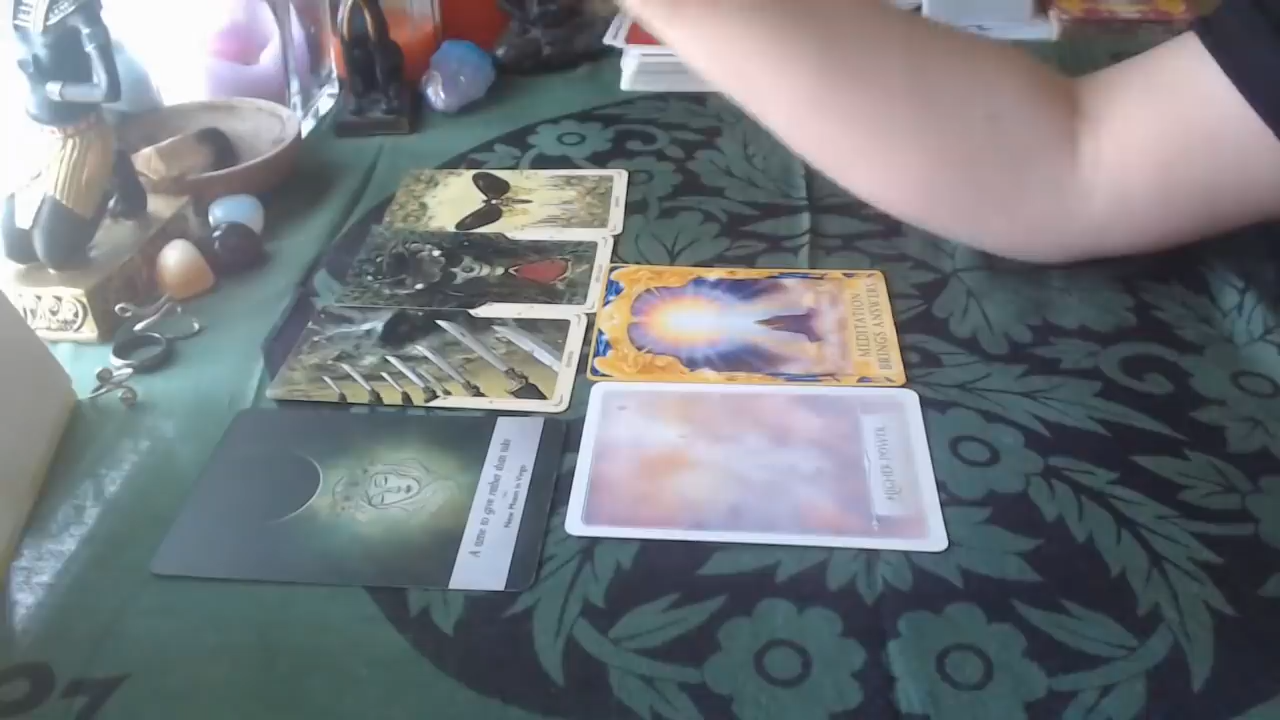 MEDITATION
BRINGS ANSWERS
HIGHER POWER
A time to give rather than take
New Moon in Virgo